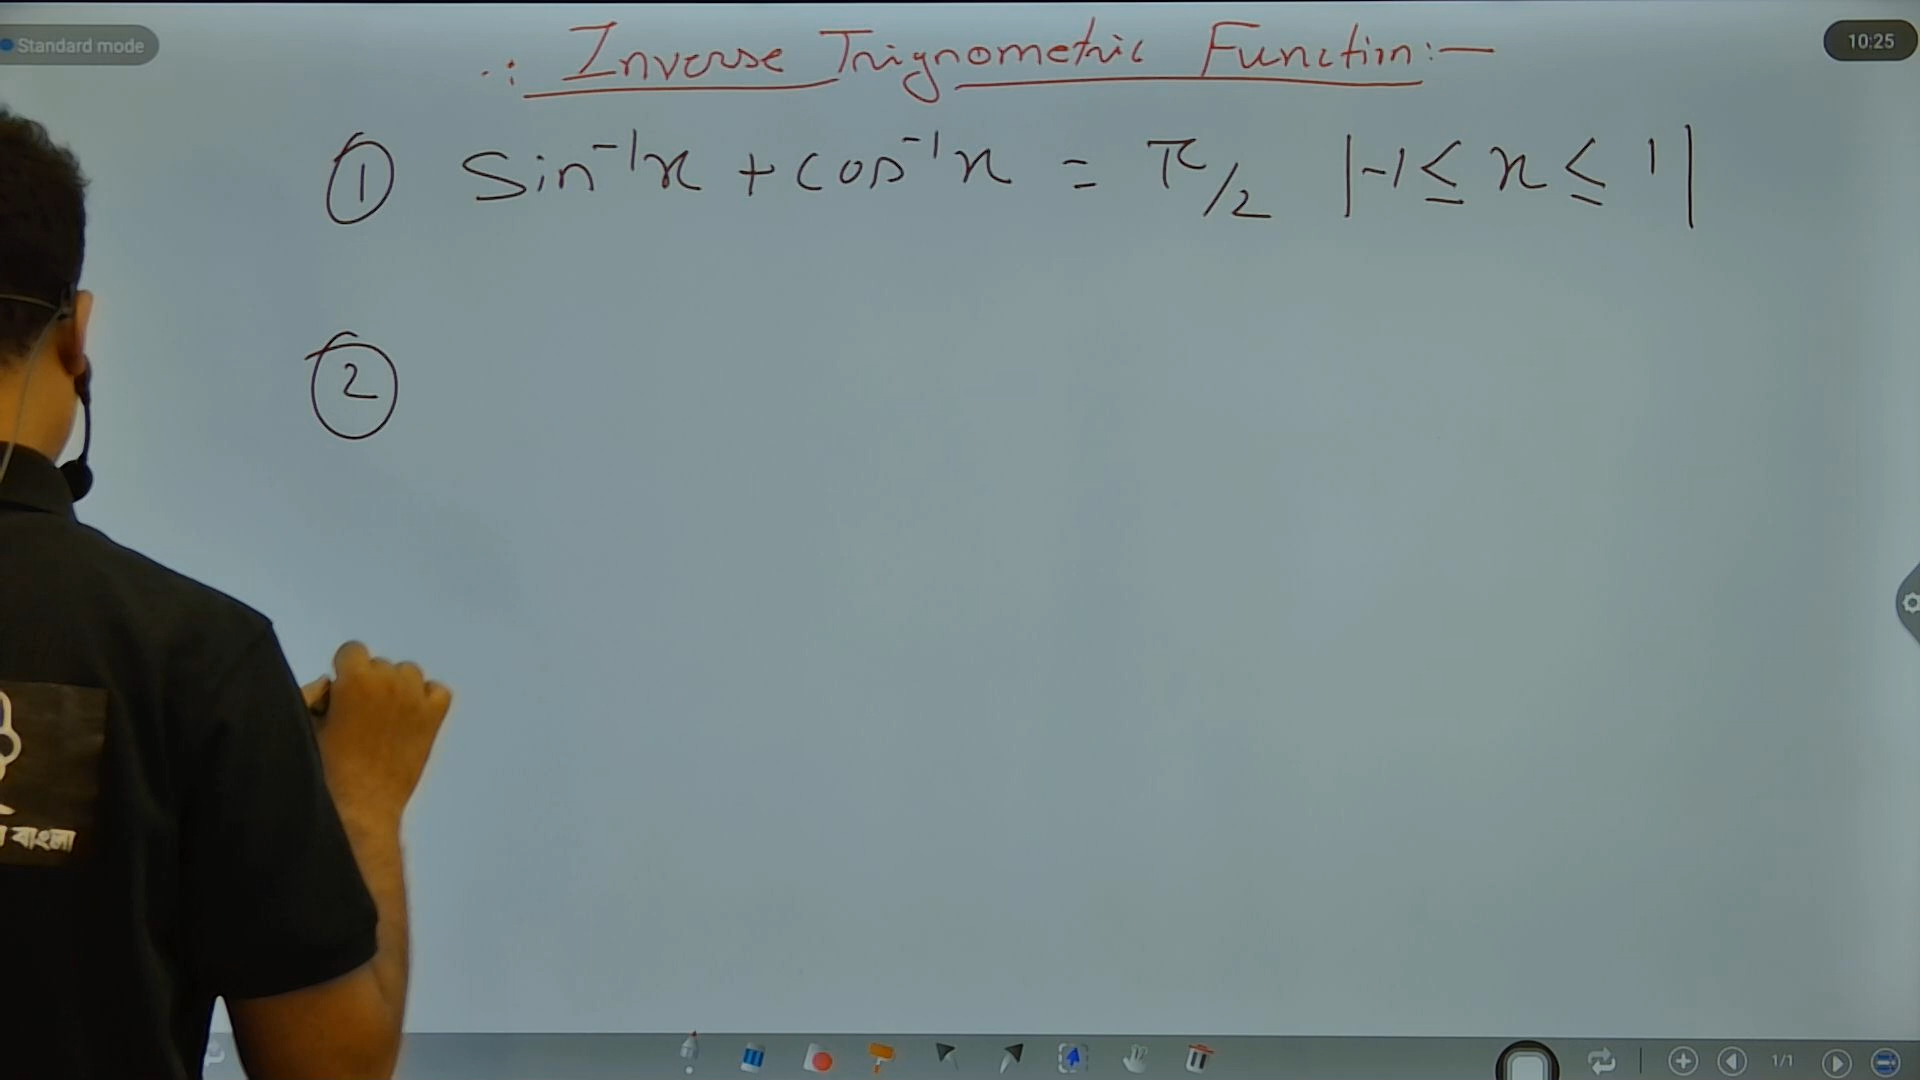 Standard mode
∴ Inverse Trignometric Function:—
10:25
① Sin⁻¹x + cos⁻¹x = π/2 |-1 ≤ x ≤ 1|
②
বাংলা
1/1